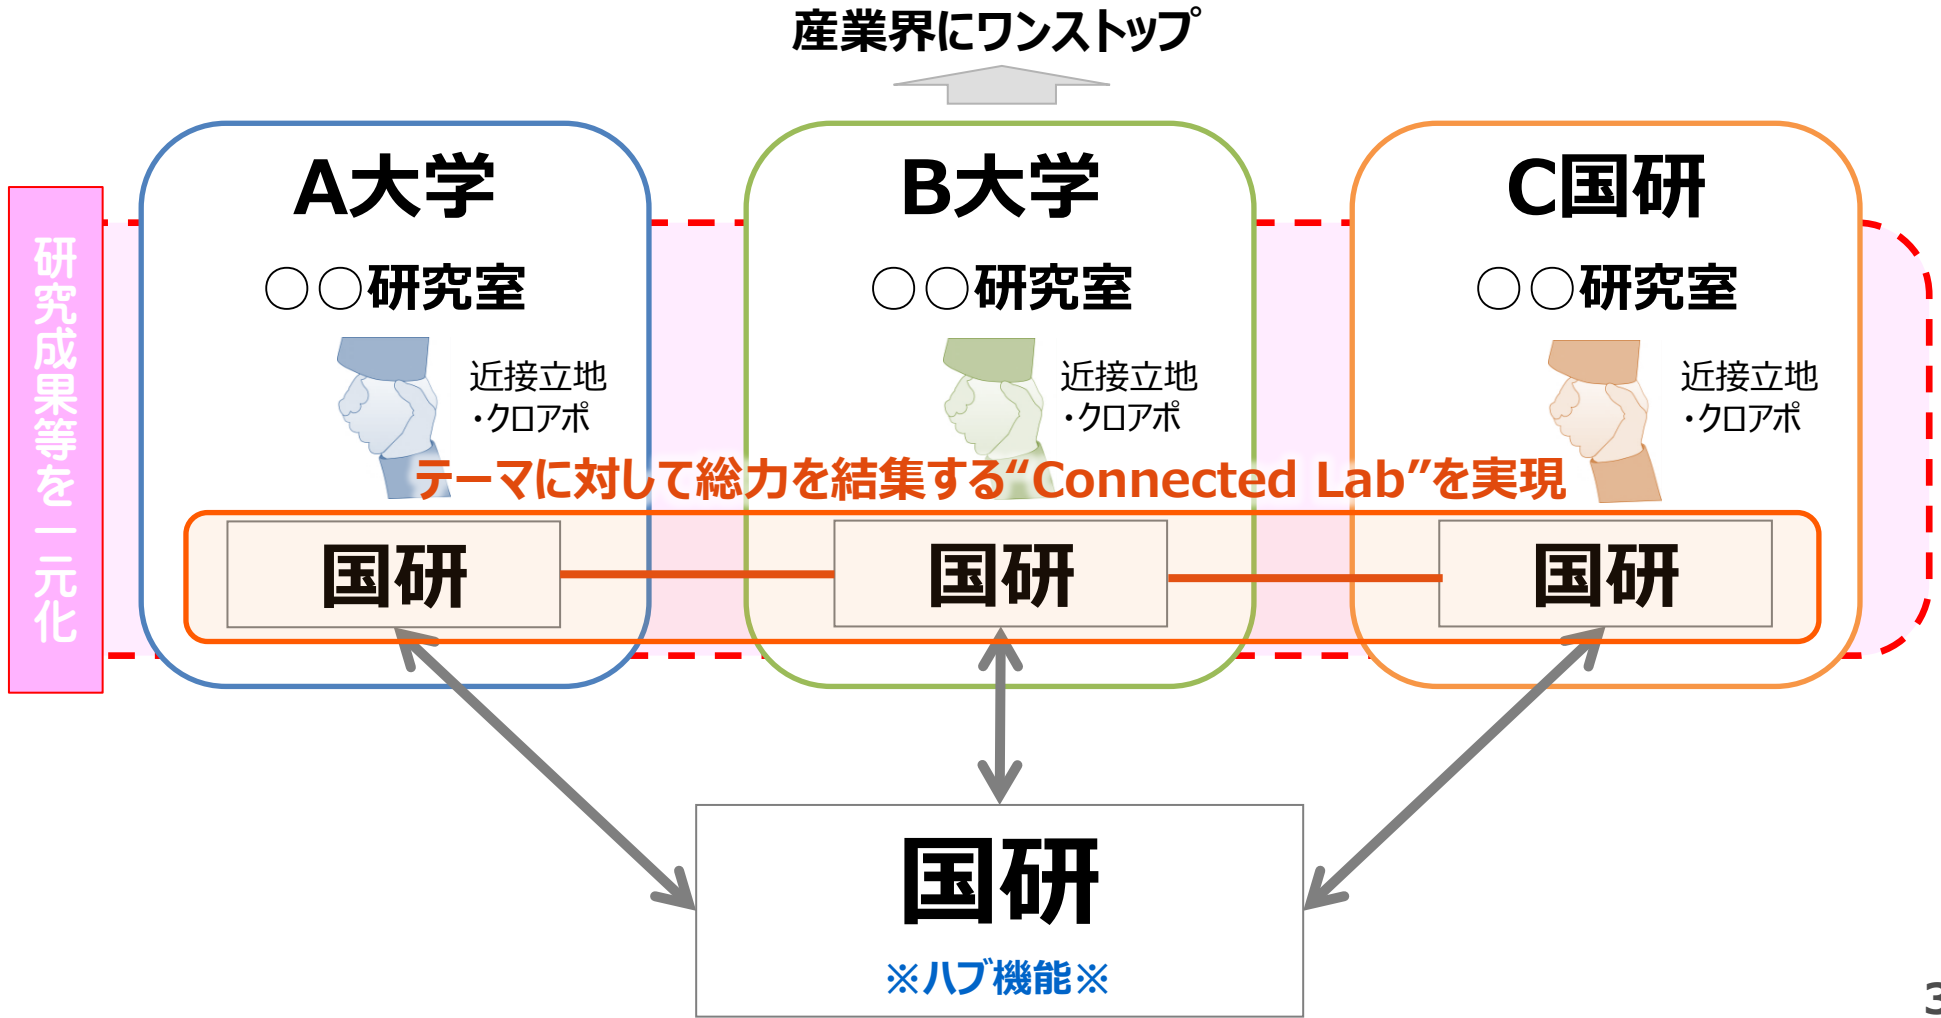 産業界にワンストップ
A大学
B大学
C国研
研究成果等を一元化
○○研究室
○○研究室
○○研究室
近接立地
・クロアポ
近接立地
・クロアポ
近接立地
・クロアポ
テーマに対して総力を結集する“Connected Lab”を実現
国研
国研
国研
国研
※ハブ機能※
3